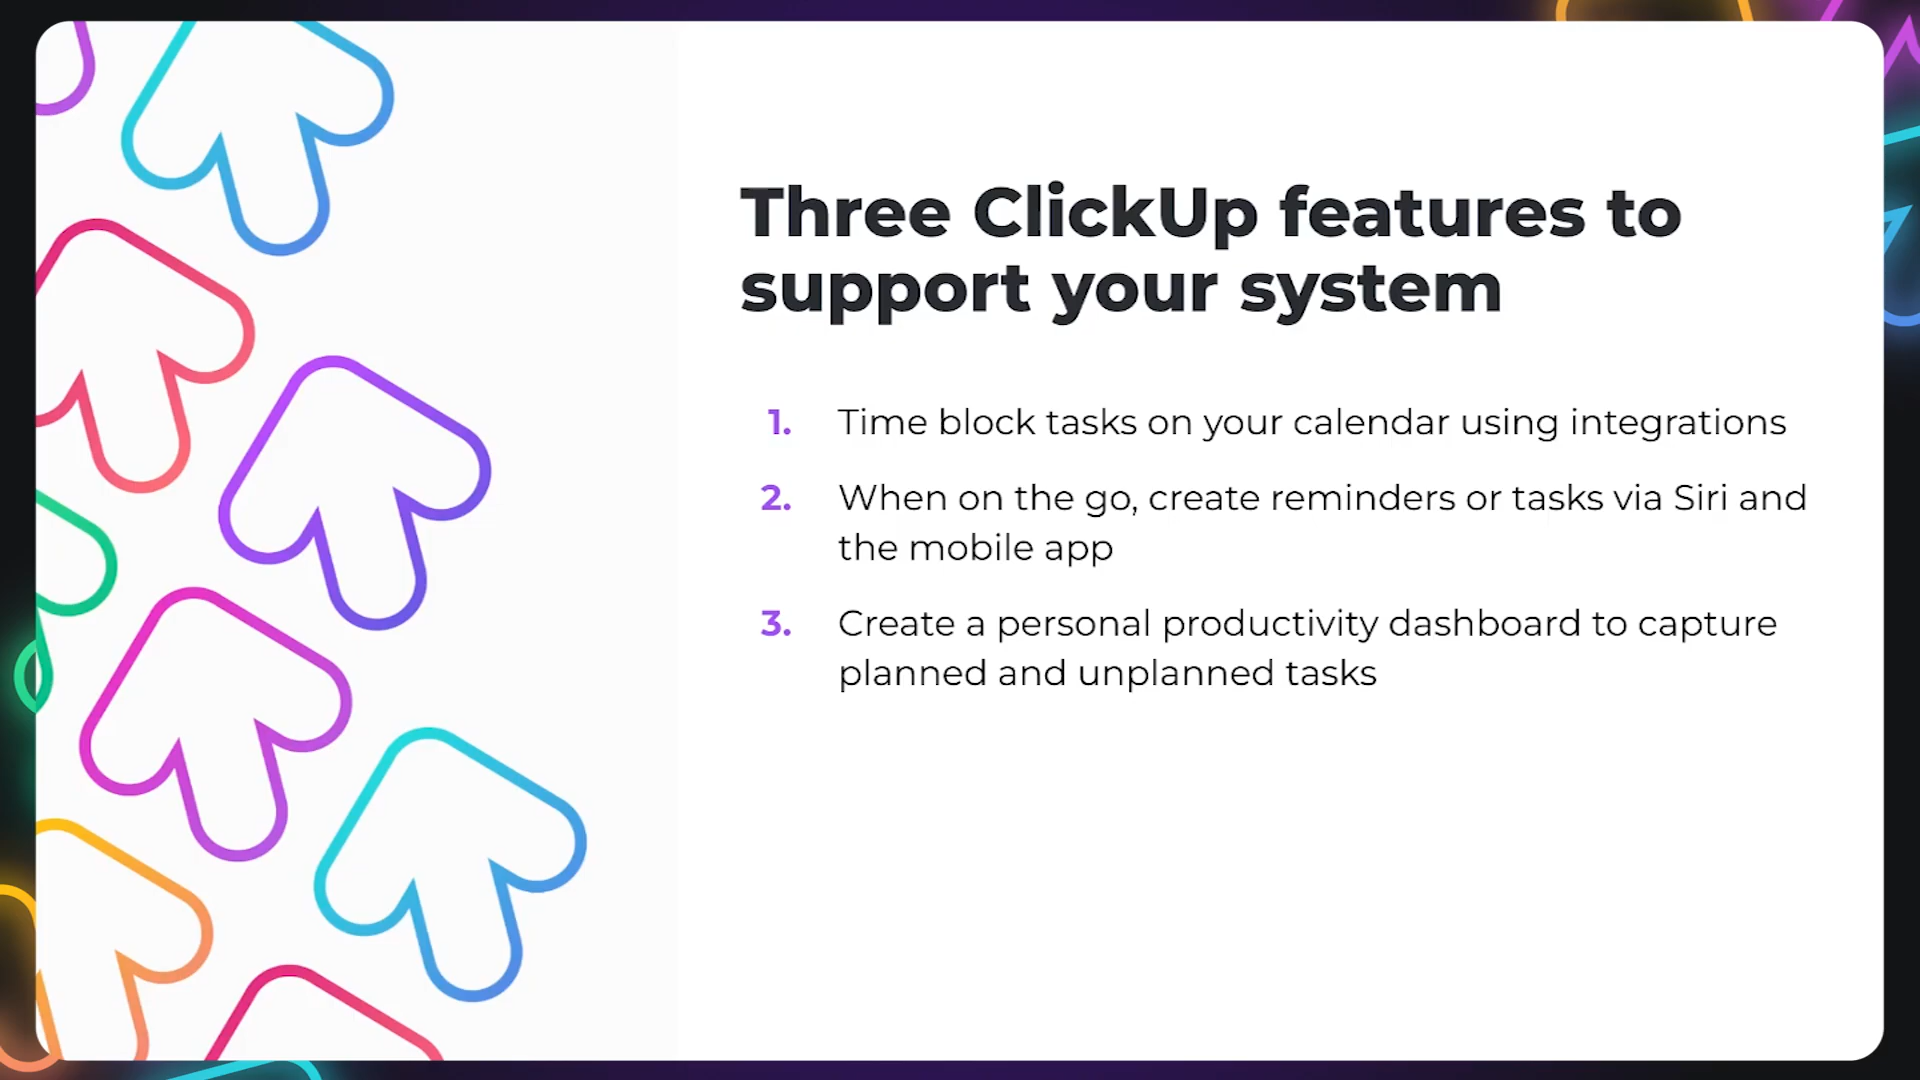 Three ClickUp features to
support your system
1. Time block tasks on your calendar using integrations
2. When on the go, create reminders or tasks via Siri and
the mobile app
3. Create a personal productivity dashboard to capture
planned and unplanned tasks